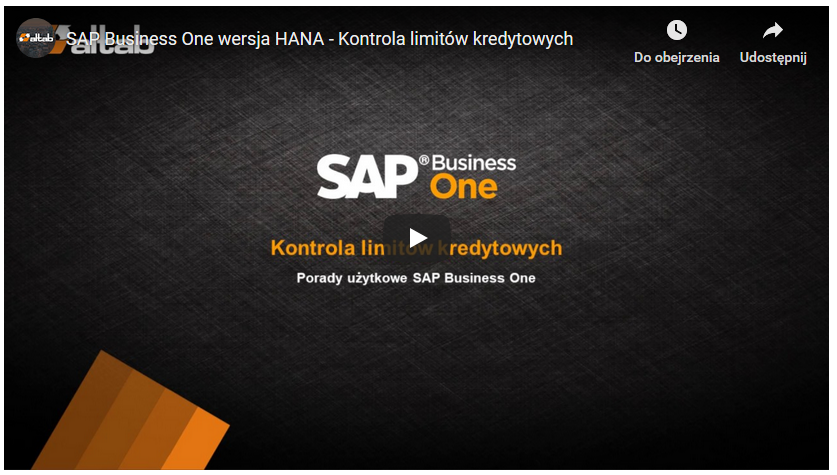 altab
SAP Business One wersja HANA - Kontrola limitów kredytowych
altab
Do obejrzenia
Udostępnij
SAP® Business
One
Kontrola limitów kredytowych
Porady użytkowe SAP Business One